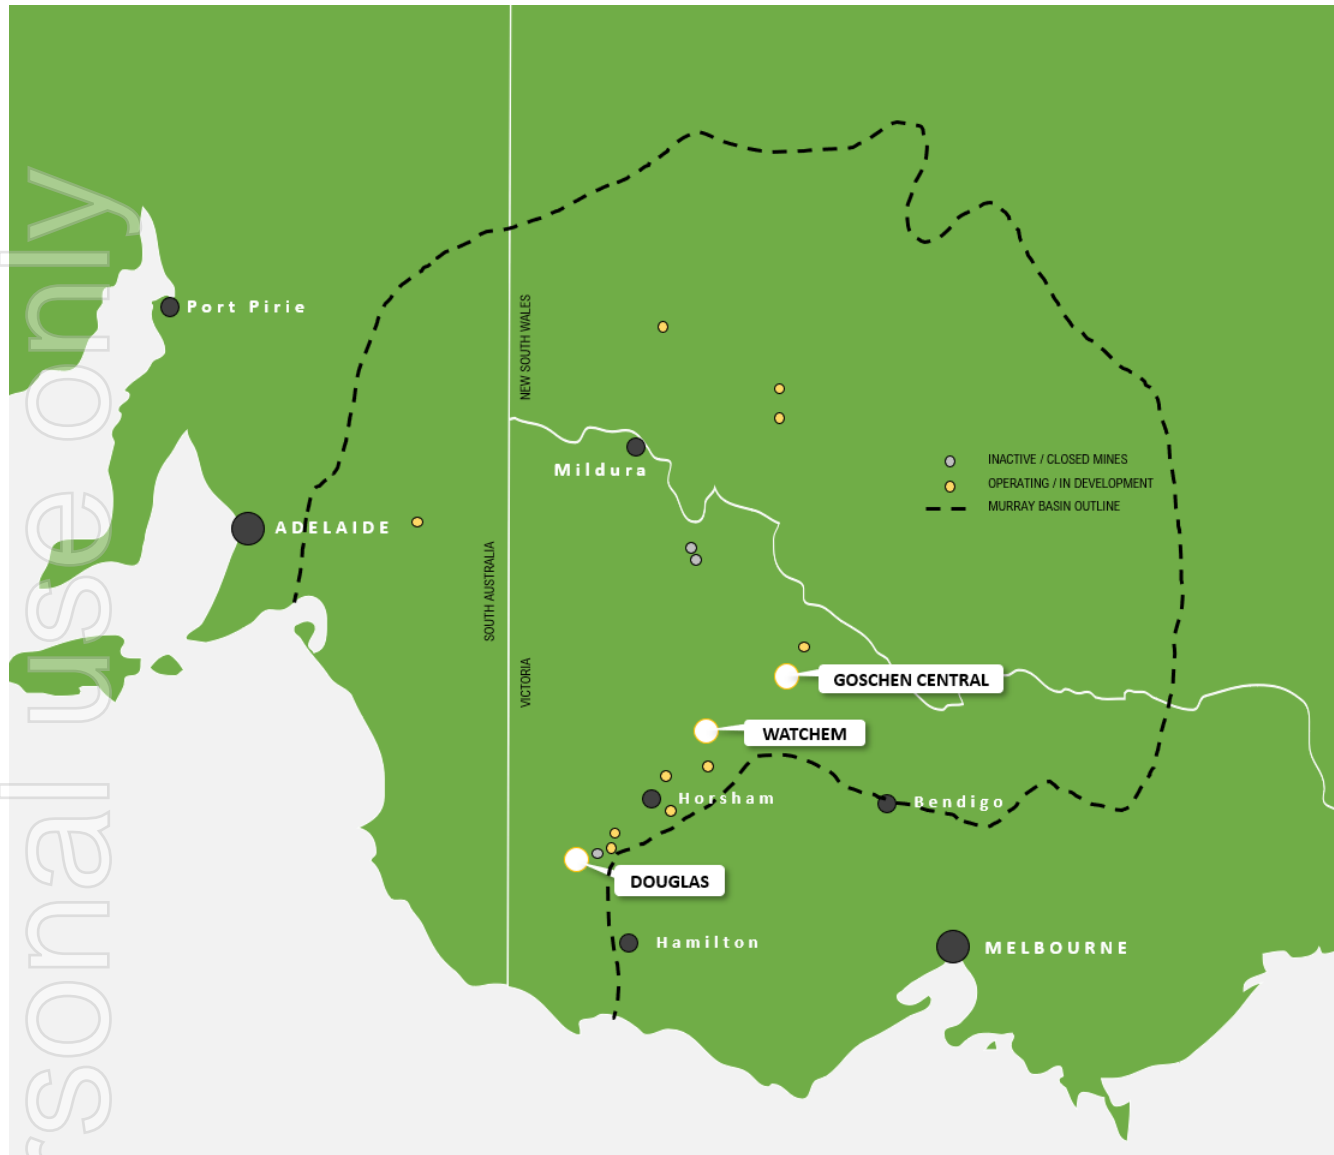 Port Pirie
NEW SOUTH WALES
INACTIVE / CLOSED MINES
Mildura
OPERATING / IN DEVELOPMENT
MURRAY BASIN OUTLINE
ADELAIDE
SOUTH AUSTRALIA
VICTORIA
GOSCHEN CENTRAL
WATCHEM
Horsham
Bendigo
DOUGLAS
Hamilton
MELBOURNE
rsonal use only